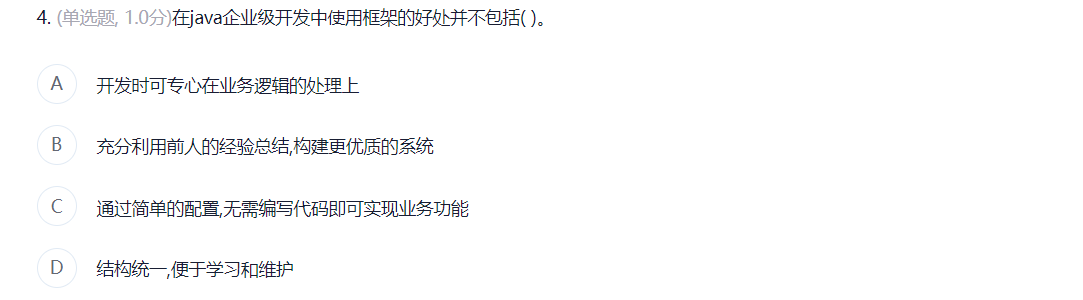 4. (单选题, 1.0分)在java企业级开发中使用框架的好处并不包括( )。
A 开发时可专心在业务逻辑的处理上
B 充分利用前人的经验总结,构建更优质的系统
C 通过简单的配置,无需编写代码即可实现业务功能
D 结构统一,便于学习和维护